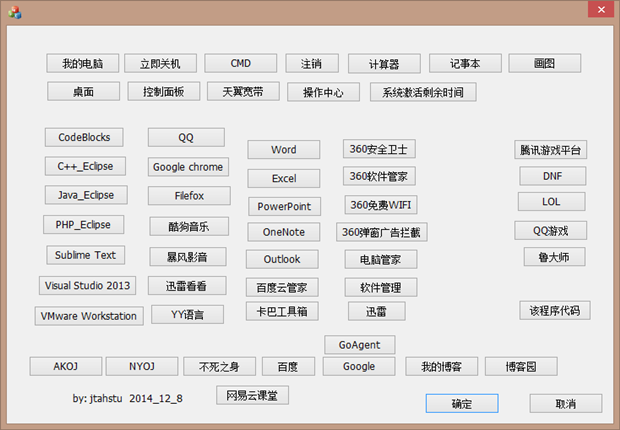 我的电脑 立即关机 CMD 注销 计算器 记事本 画图
桌面 控制面板 天翼宽带 操作中心 系统激活剩余时间
CodeBlocks QQ Word 360安全卫士 腾讯游戏平台
C++_Eclipse Google chrome Excel 360软件管家 DNF
Java_Eclipse Filefox PowerPoint 360免费WIFI LOL
PHP_Eclipse 酷狗音乐 OneNote 360弹窗广告拦截 QQ游戏
Sublime Text 暴风影音 Outlook 电脑管家 鲁大师
Visual Studio 2013 迅雷看看 百度云管家 软件管理
VMware Workstation YY语言 卡巴工具箱 迅雷 该程序代码
GoAgent
AKOJ NYOJ 不死之身 百度 Google 我的博客 博客园
by: jtahstu 2014_12_8 网易云课堂 确定 取消